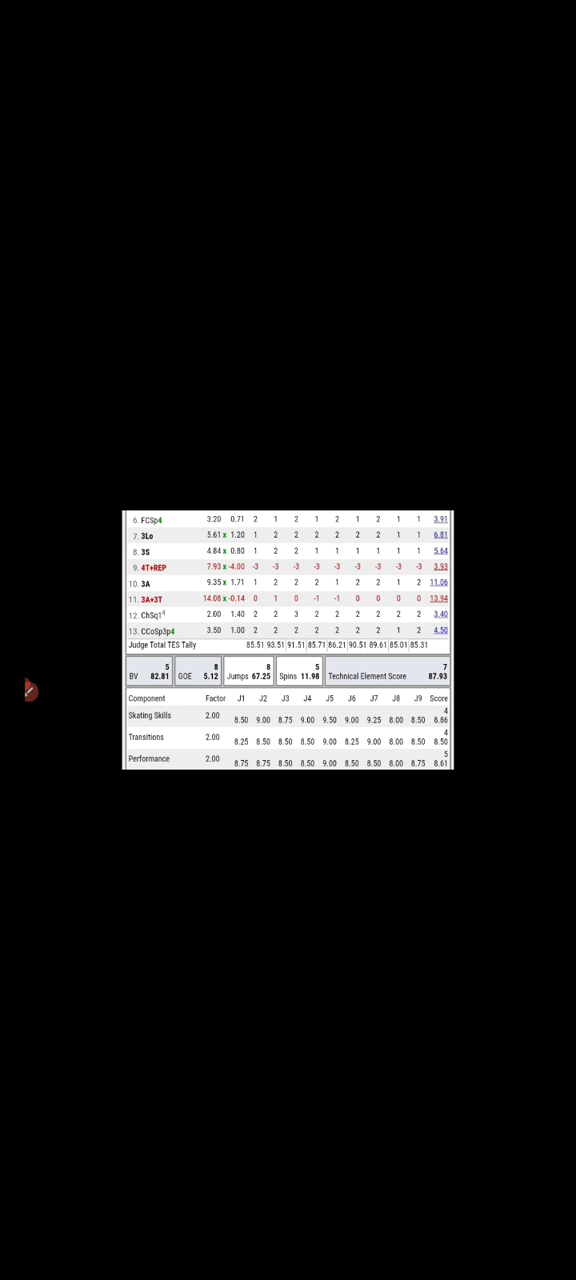 6. FCSp4 3.20 0.71 2 1 2 1 2 1 2 1 1 3.91
7. 3Lo 5.61 x 1.20 1 2 2 2 2 2 2 1 1 6.81
8. 3S 4.84 x 0.80 1 2 2 1 1 1 1 1 1 5.64
9. 4T+REP 7.93 x -4.00 -3 -3 -3 -3 -3 -3 -3 -3 -3 3.93
10. 3A 9.35 x 1.71 1 2 2 2 1 2 2 1 2 11.06
11. 3A+3T 14.08 x -0.14 0 1 0 -1 -1 0 0 0 0 13.94
12. ChSq1⁴ 2.00 1.40 2 2 3 2 2 2 2 2 2 3.40
13. CCoSp3p4 3.50 1.00 2 2 2 2 2 2 2 1 2 4.50
Judge Total TES Tally 85.51 93.51 91.51 85.71 86.21 90.51 89.61 85.01 85.31
5 8 8 5 7
BV 82.81 GOE 5.12 Jumps 67.25 Spins 11.98 Technical Element Score 87.93
Component Factor J1 J2 J3 J4 J5 J6 J7 J8 J9 Score
4
Skating Skills 2.00 8.50 9.00 8.75 9.00 9.50 9.00 9.25 8.00 8.50 8.86
4
Transitions 2.00 8.25 8.50 8.50 8.50 9.00 8.25 9.00 8.00 8.50 8.50
5
Performance 2.00 8.75 8.75 8.50 8.50 9.00 8.50 8.50 8.00 8.75 8.61